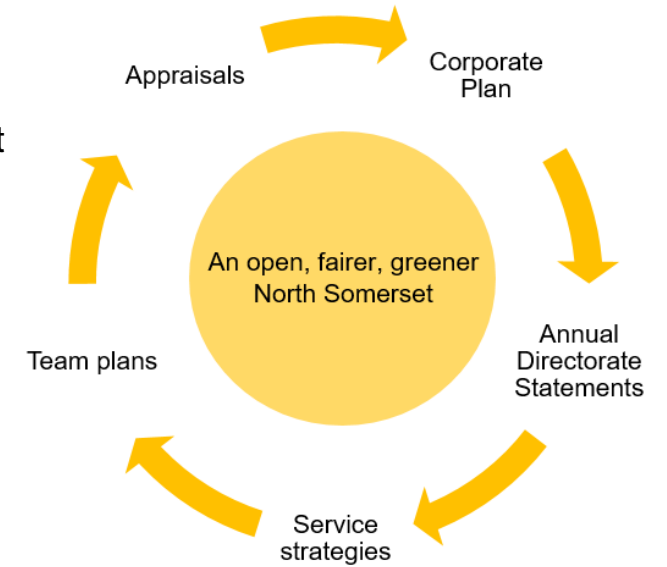 Appraisals
Corporate
Plan
t
An open, fairer, greener
North Somerset
Annual
Directorate
Statements
Team plans
Service
strategies